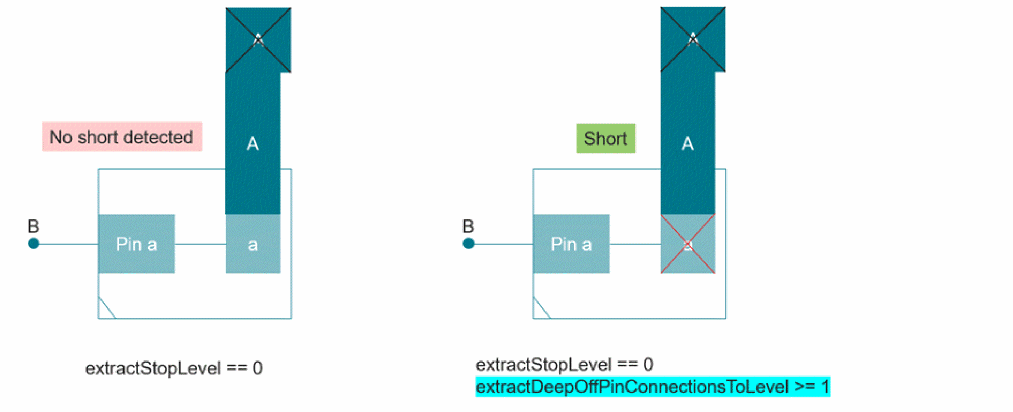 A
A
No short detected
Short
A
A
B
Pin a
a
B
Pin a
a
extractStopLevel == 0
extractStopLevel == 0
extractDeepOffPinConnectionsToLevel >= 1